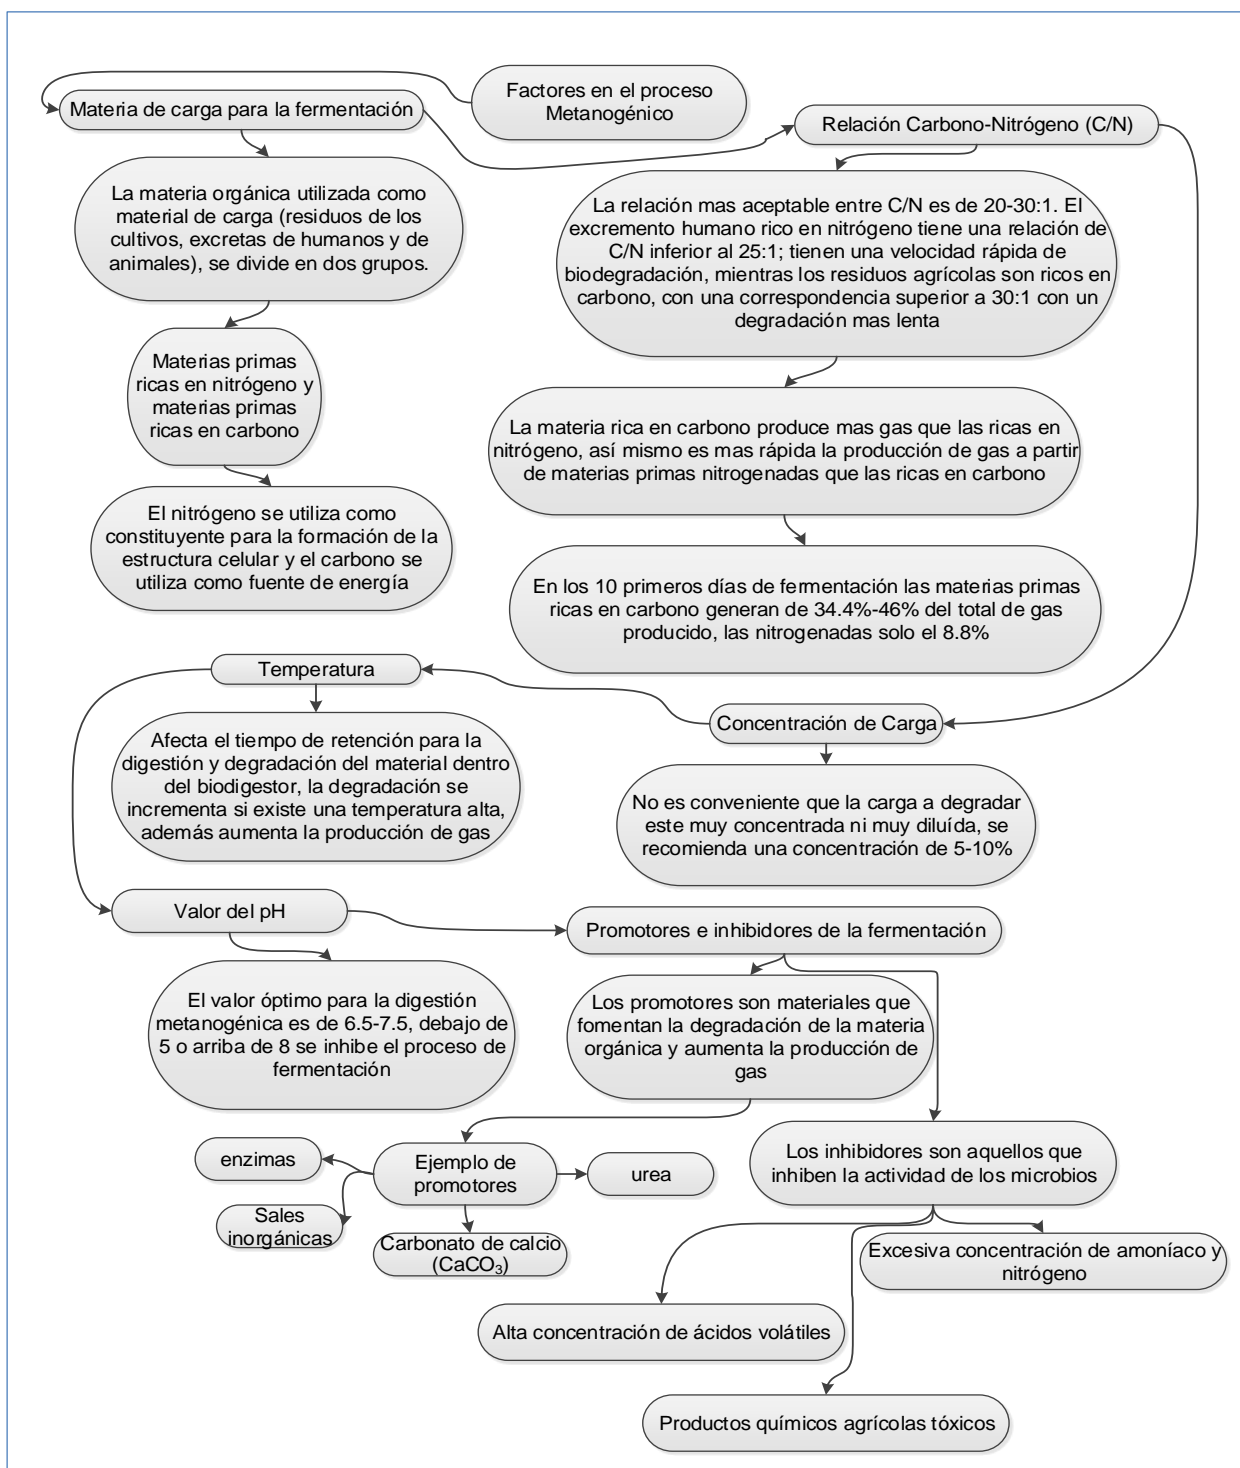 Factores en el proceso
Metanogénico
Materia de carga para la fermentación
La materia orgánica utilizada como
material de carga (residuos de los
cultivos, excretas de humanos y de
animales), se divide en dos grupos.
Materias primas
ricas en nitrógeno y
materias primas
ricas en carbono
El nitrógeno se utiliza como
constituyente para la formación de la
estructura celular y el carbono se
utiliza como fuente de energía
Relación Carbono-Nitrógeno (C/N)
La relación mas aceptable entre C/N es de 20-30:1. El
excremento humano rico en nitrógeno tiene una relación de
C/N inferior al 25:1; tienen una velocidad rápida de
biodegradación, mientras los residuos agrícolas son ricos en
carbono, con una correspondencia superior a 30:1 con un
degradación mas lenta
La materia rica en carbono produce mas gas que las ricas en
nitrógeno, así mismo es mas rápida la producción de gas a partir
de materias primas nitrogenadas que las ricas en carbono
En los 10 primeros días de fermentación las materias primas
ricas en carbono generan de 34.4%-46% del total de gas
producido, las nitrogenadas solo el 8.8%
Concentración de Carga
No es conveniente que la carga a degradar
este muy concentrada ni muy diluída, se
recomienda una concentración de 5-10%
Temperatura
Afecta el tiempo de retención para la
digestión y degradación del material dentro
del biodigestor, la degradación se
incrementa si existe una temperatura alta,
además aumenta la producción de gas
Valor del pH
El valor óptimo para la digestión
metanogénica es de 6.5-7.5, debajo de
5 o arriba de 8 se inhibe el proceso de
fermentación
Promotores e inhibidores de la fermentación
Los promotores son materiales que
fomentan la degradación de la materia
orgánica y aumenta la producción de
gas
Ejemplo de
promotores
enzimas
Sales
inorgánicas
Carbonato de calcio
(CaCO₃)
urea
Los inhibidores son aquellos que
inhiben la actividad de los microbios
Excesiva concentración de amoníaco y
nitrógeno
Alta concentración de ácidos volátiles
Productos químicos agrícolas tóxicos